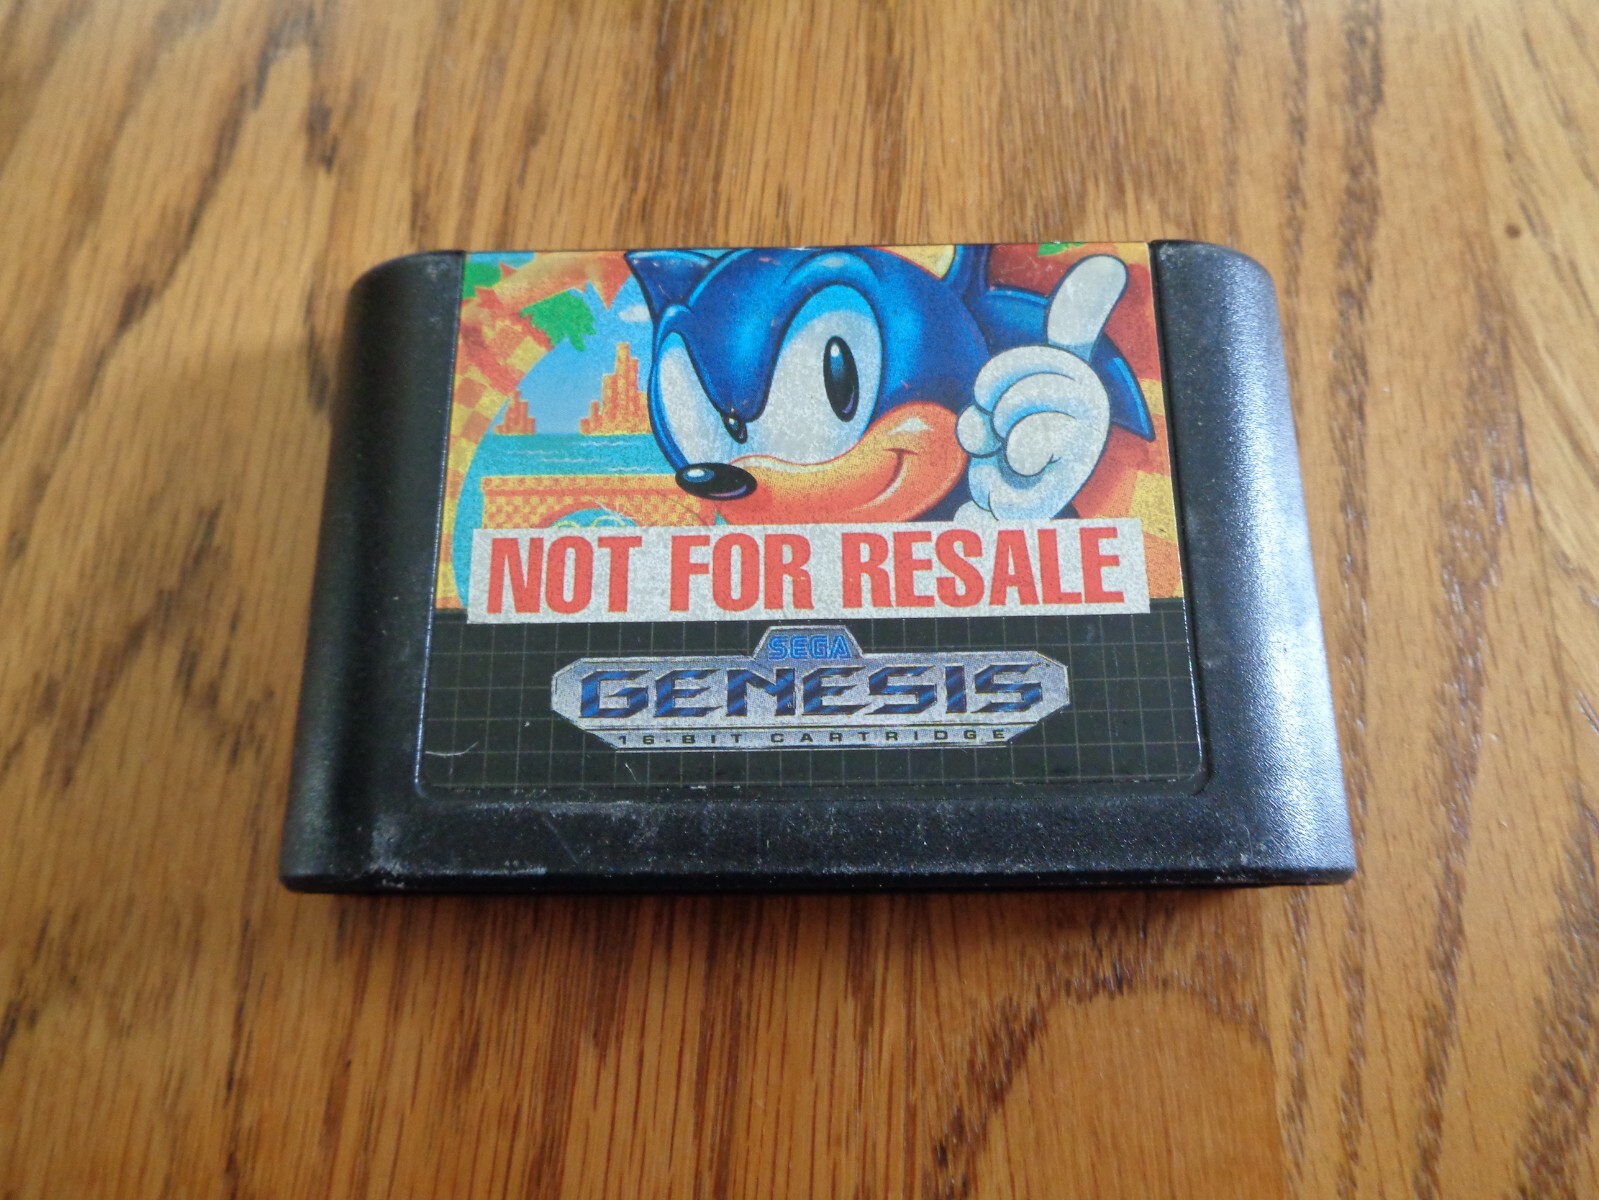 NOT FOR RESALE
SEGA
GENESIS
16-BIT CARTRIDGE